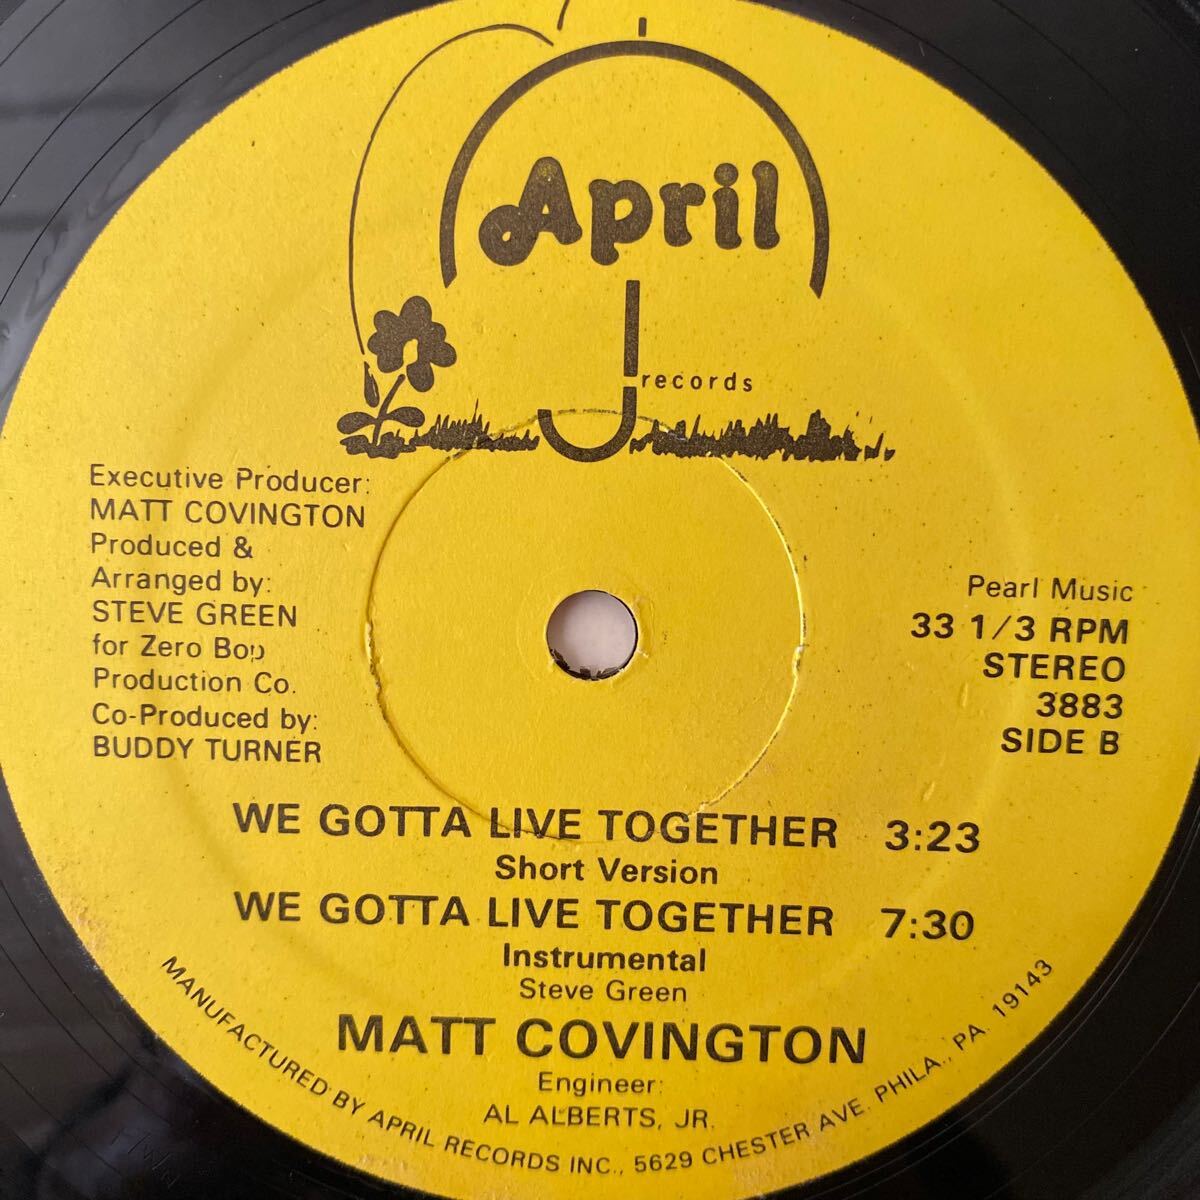 April
records
Executive Producer:
MATT COVINGTON
Produced &
Arranged by:
STEVE GREEN
for Zero Bop
Production Co.
Co-Produced by:
BUDDY TURNER
Pearl Music
33 1/3 RPM
STEREO
3883
SIDE B
WE GOTTA LIVE TOGETHER 3:23
Short Version
WE GOTTA LIVE TOGETHER 7:30
Instrumental
Steve Green
MATT COVINGTON
Engineer:
AL ALBERTS, JR.
MANUFACTURED BY APRIL RECORDS INC., 5629 CHESTER AVE. PHILA., PA. 19143